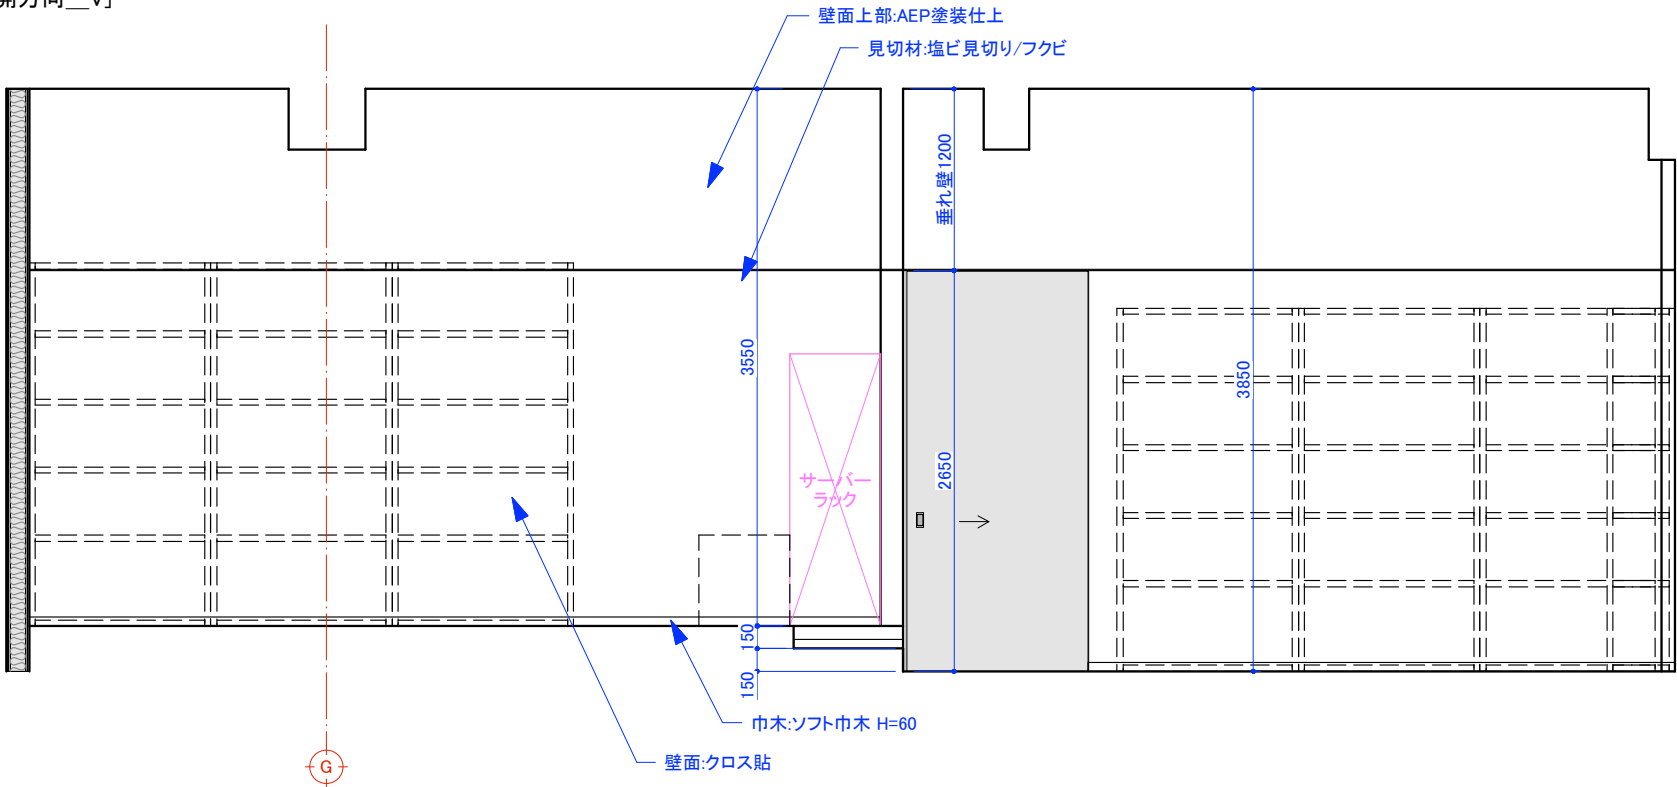 壁面上部:AEP塗装仕上
見切材:塩ビ見切り/フクビ
垂れ壁1200
3550
3850
2650
サーバー
ラック
150
150
巾木:ソフト巾木 H=60
壁面:クロス貼
G